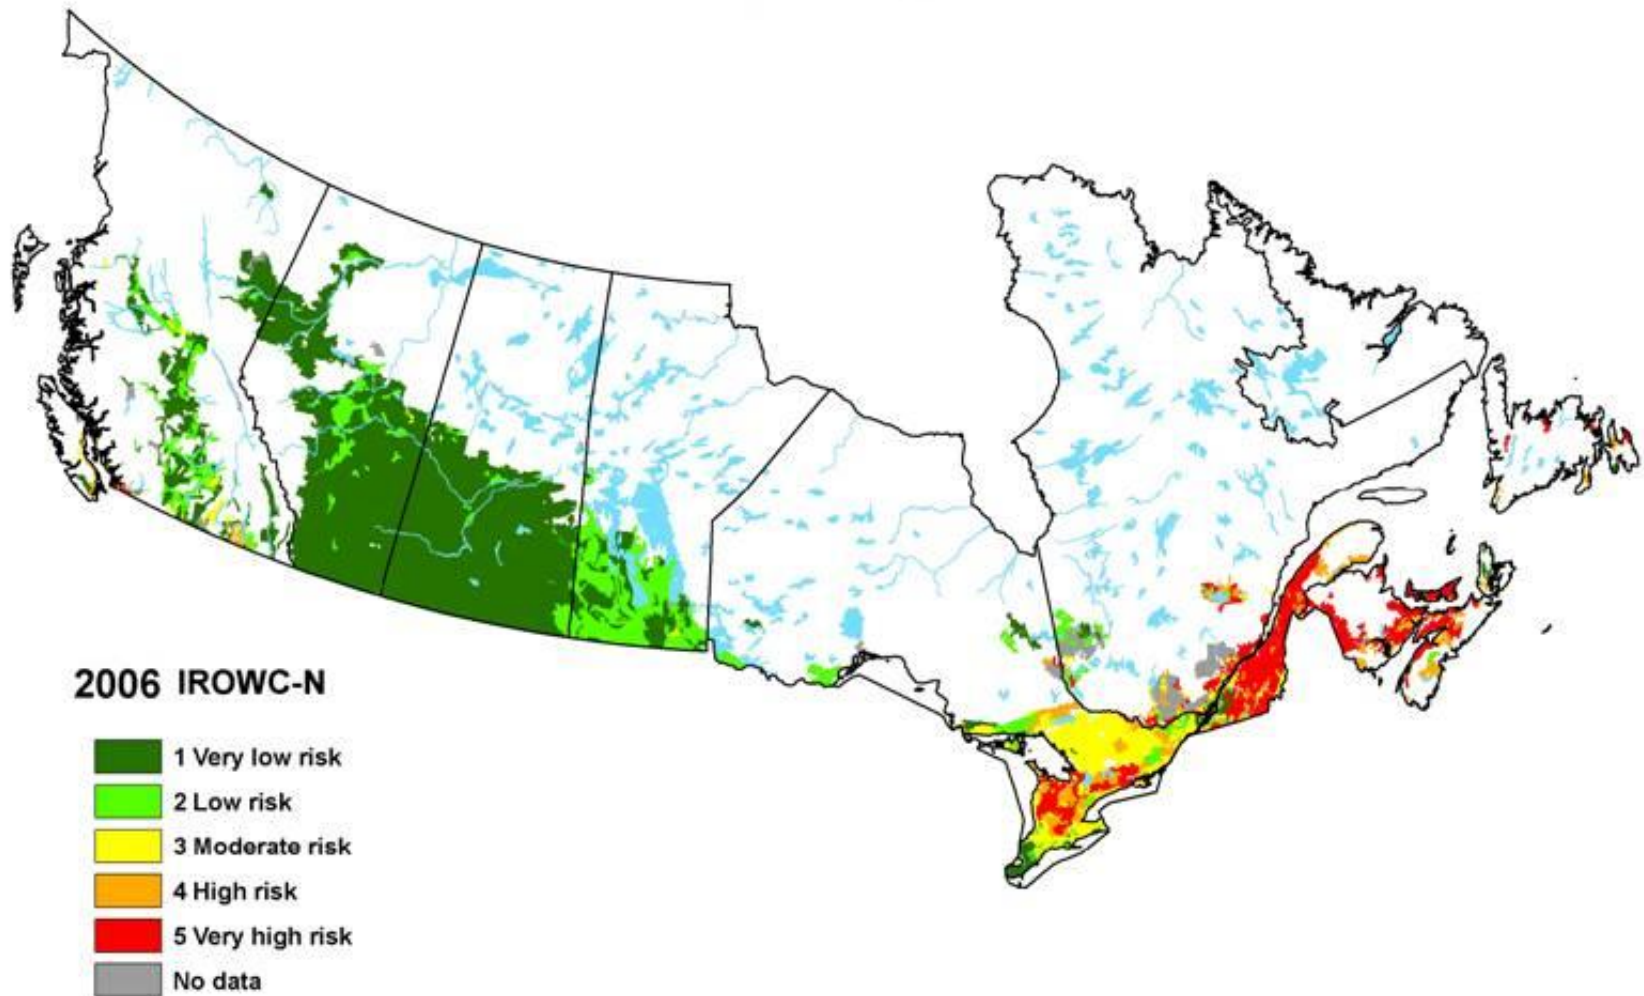 2006 IROWC-N
1 Very low risk
2 Low risk
3 Moderate risk
4 High risk
5 Very high risk
No data